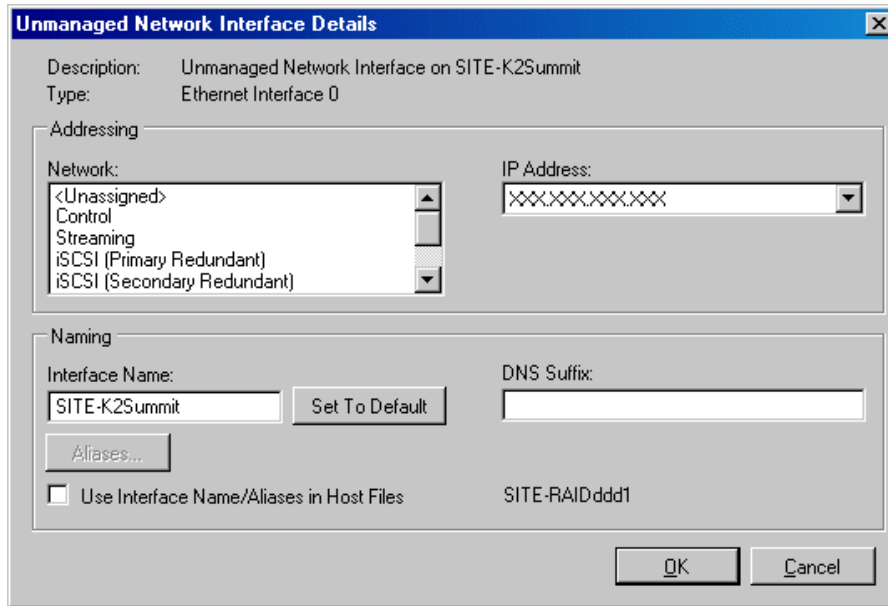 Unmanaged Network Interface Details
Description: Unmanaged Network Interface on SITE-K2Summit
Type: Ethernet Interface 0
Addressing
Network:
<Unassigned>
Control
Streaming
iSCSI (Primary Redundant)
iSCSI (Secondary Redundant)
IP Address:
XXX.XXX.XXX.XXX
Naming
Interface Name:
SITE-K2Summit
Set To Default
DNS Suffix:
Aliases...
Use Interface Name/Aliases in Host Files
SITE-RAIDddd1
OK
Cancel